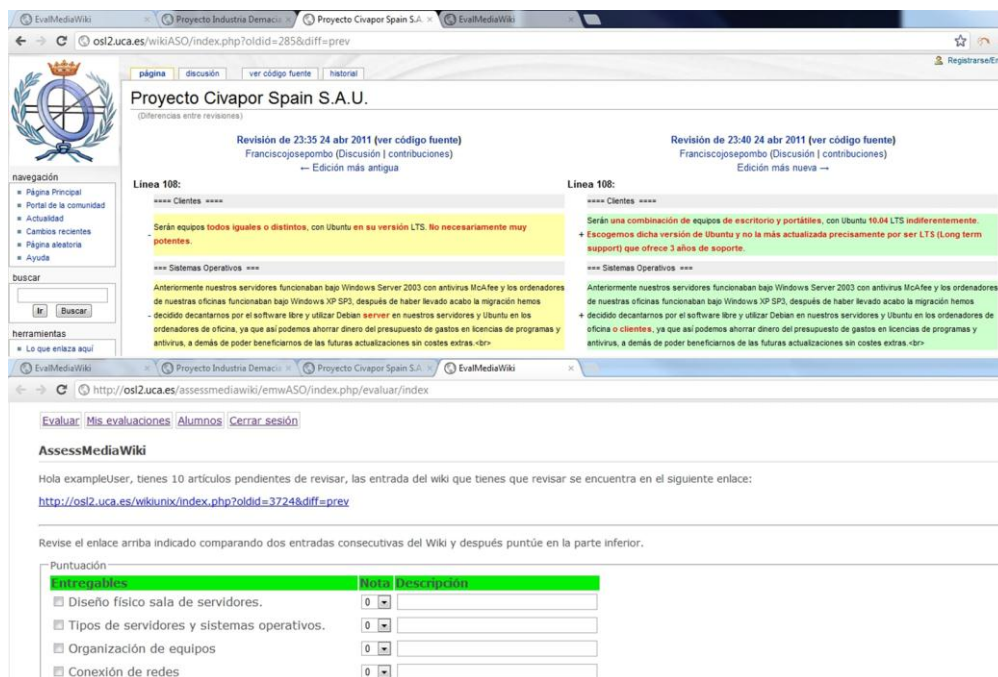 EvalMediaWiki
Proyecto Industria Demacia
Proyecto Civapor Spain S.A.
EvalMediaWiki
osl2.uca.es/wikiASO/index.php?oldid=285&diff=prev
Registrarse/En
página discusión ver código fuente historial
Proyecto Civapor Spain S.A.U.
(Diferencias entre revisiones)
Revisión de 23:35 24 abr 2011 (ver código fuente)
Franciscojosepombo (Discusión | contribuciones)
← Edición más antigua
Revisión de 23:40 24 abr 2011 (ver código fuente)
Franciscojosepombo (Discusión | contribuciones)
Edición más nueva →
navegación
Página Principal
Portal de la comunidad
Actualidad
Cambios recientes
Página aleatoria
Ayuda
buscar
Ir Buscar
herramientas
Lo que enlaza aquí
Línea 108:
==== Clientes ====
- Serán equipos todos iguales o distintos, con Ubuntu en su versión LTS. No necesariamente muy
potentes.
=== Sistemas Operativos ===
Anteriormente nuestros servidores funcionaban bajo Windows Server 2003 con antivirus McAfee y los ordenadores
de nuestras oficinas funcionaban bajo Windows XP SP3, después de haber llevado acabo la migración hemos
- decidido decantarnos por el software libre y utilizar Debian server en nuestros servidores y Ubuntu en los
ordenadores de oficina, ya que así podemos ahorrar dinero del presupuesto de gastos en licencias de programas y
antivirus, a demás de poder beneficiarnos de las futuras actualizaciones sin costes extras.<br>
Línea 108:
==== Clientes ====
Serán una combinación de equipos de escritorio y portátiles, con Ubuntu 10.04 LTS indiferentemente.
+ Escogemos dicha versión de Ubuntu y no la más actualizada precisamente por ser LTS (Long term
support) que ofrece 3 años de soporte.
=== Sistemas Operativos ===
Anteriormente nuestros servidores funcionaban bajo Windows Server 2003 con antivirus McAfee y los ordenadores
de nuestras oficinas funcionaban bajo Windows XP SP3, después de haber llevado acabo la migración hemos
+ decidido decantarnos por el software libre y utilizar Debian en nuestros servidores y Ubuntu en los ordenadores de
oficina o clientes, ya que así podemos ahorrar dinero del presupuesto de gastos en licencias de programas y
antivirus, a demás de poder beneficiarnos de las futuras actualizaciones sin costes extras.<br>
EvalMediaWiki
Proyecto Industria Demacia
Proyecto Civapor Spain S.A.
EvalMediaWiki
http://osl2.uca.es/assessmediawiki/emwASO/index.php/evaluar/index
Evaluar Mis evaluaciones Alumnos Cerrar sesión
AssessMediaWiki
Hola exampleUser, tienes 10 artículos pendientes de revisar, las entrada del wiki que tienes que revisar se encuentra en el siguiente enlace:
http://osl2.uca.es/wikiunix/index.php?oldid=3724&diff=prev
Revise el enlace arriba indicado comparando dos entradas consecutivas del Wiki y después puntúe en la parte inferior.
Puntuación
Entregables Nota Descripción
Diseño físico sala de servidores. 0
Tipos de servidores y sistemas operativos. 0
Organización de equipos 0
Conexión de redes 0